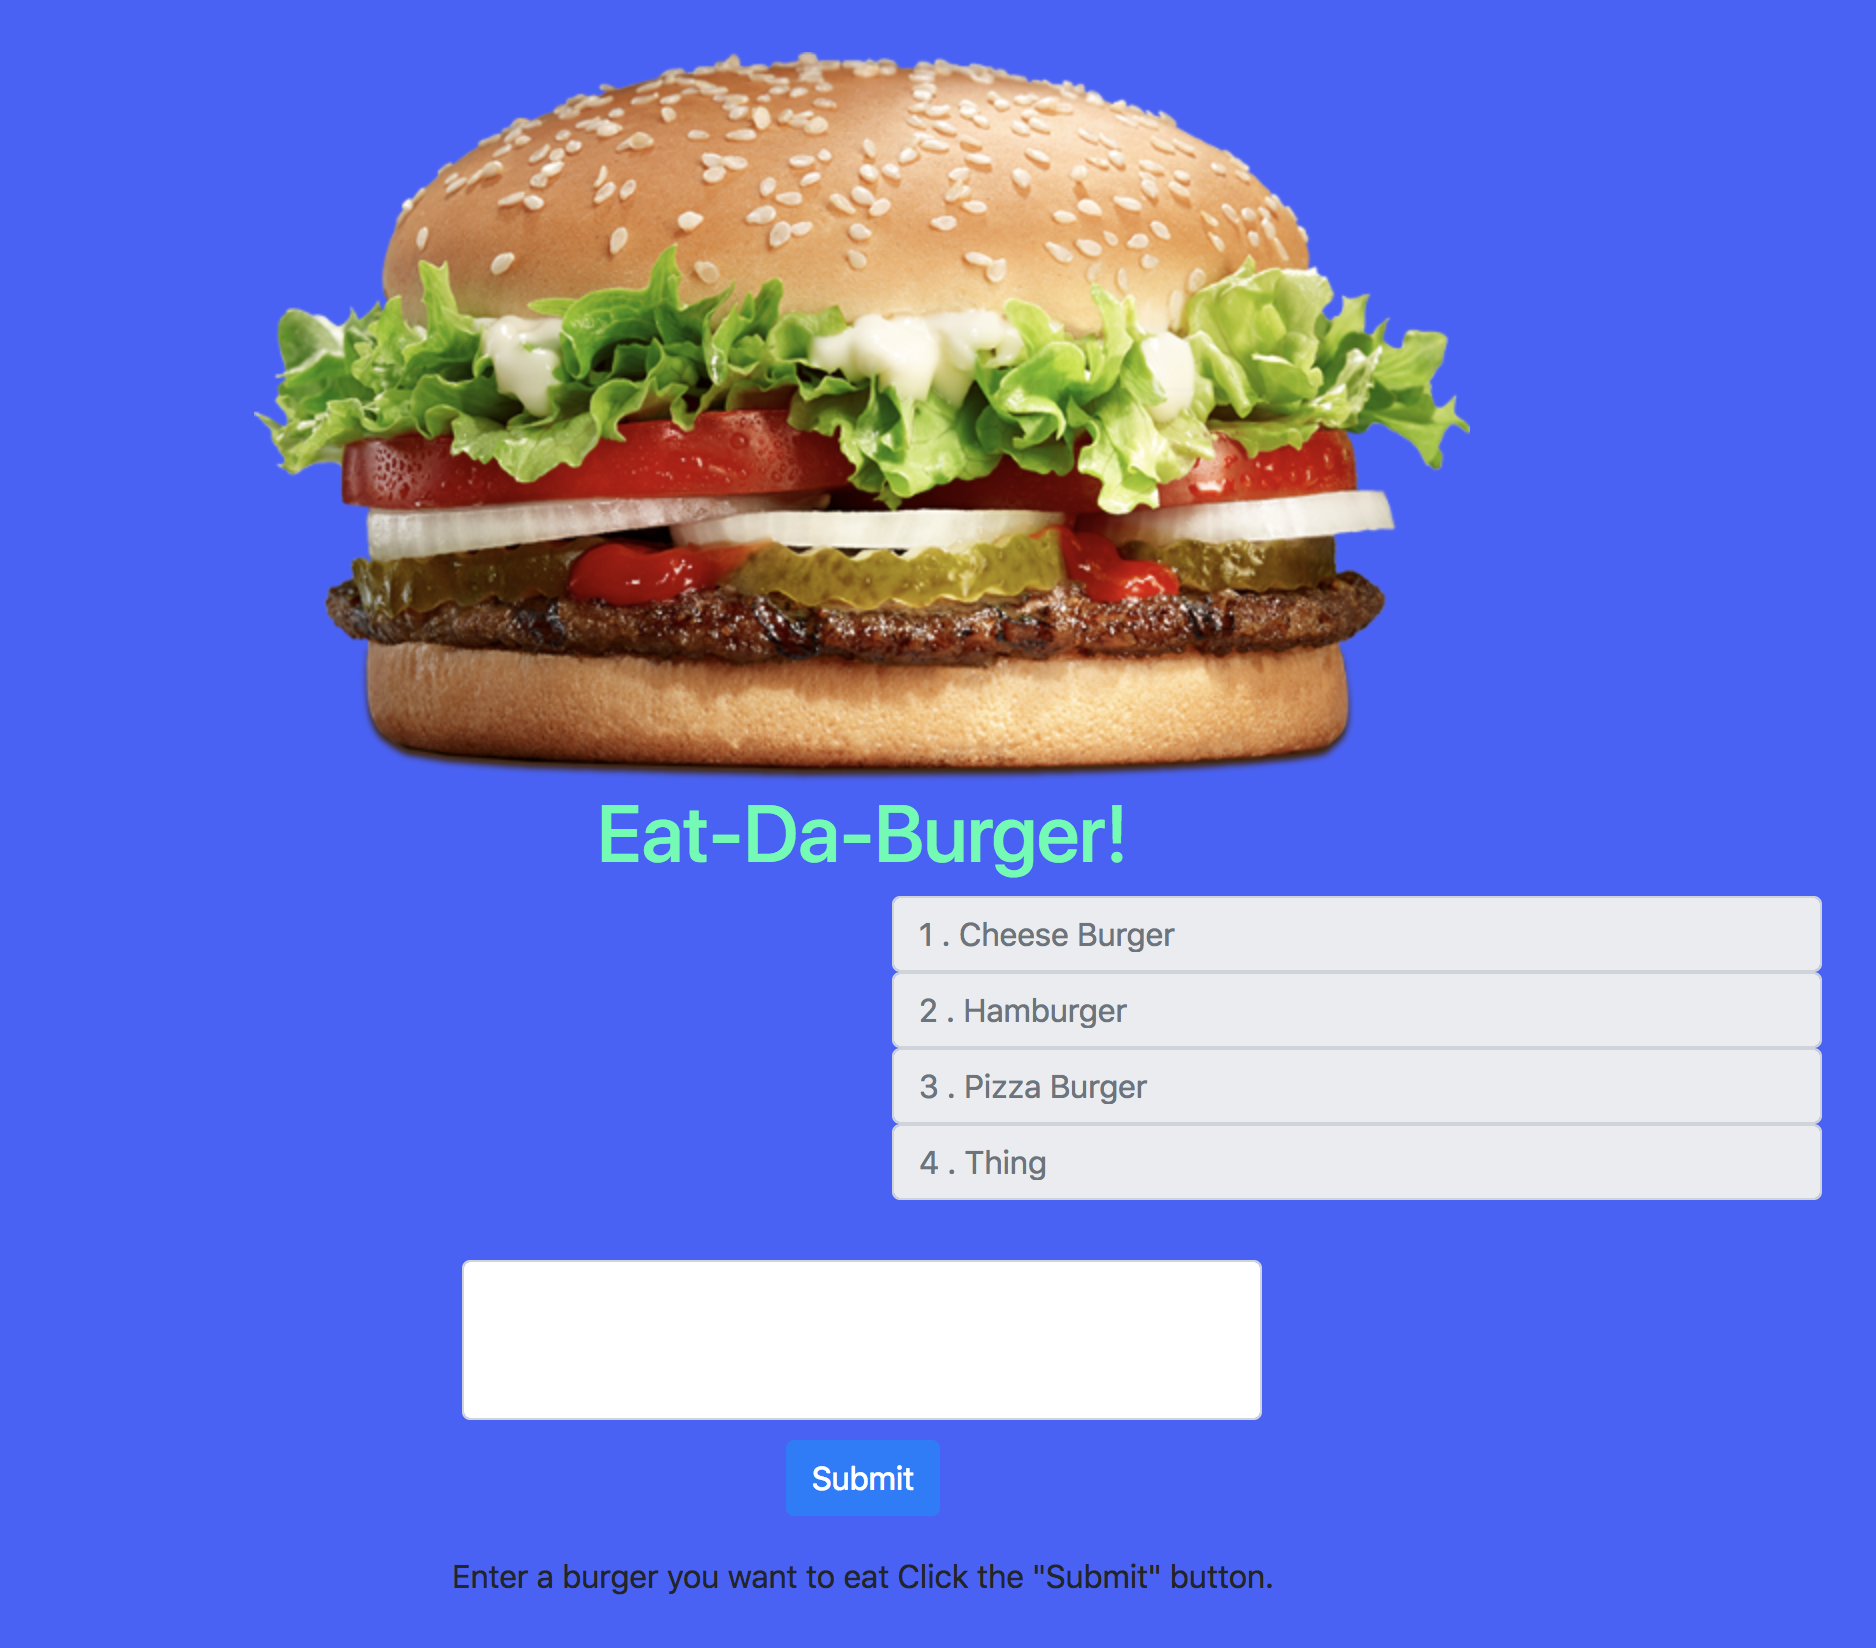 Eat-Da-Burger!
1 . Cheese Burger
2 . Hamburger
3 . Pizza Burger
4 . Thing
Submit
Enter a burger you want to eat Click the "Submit" button.